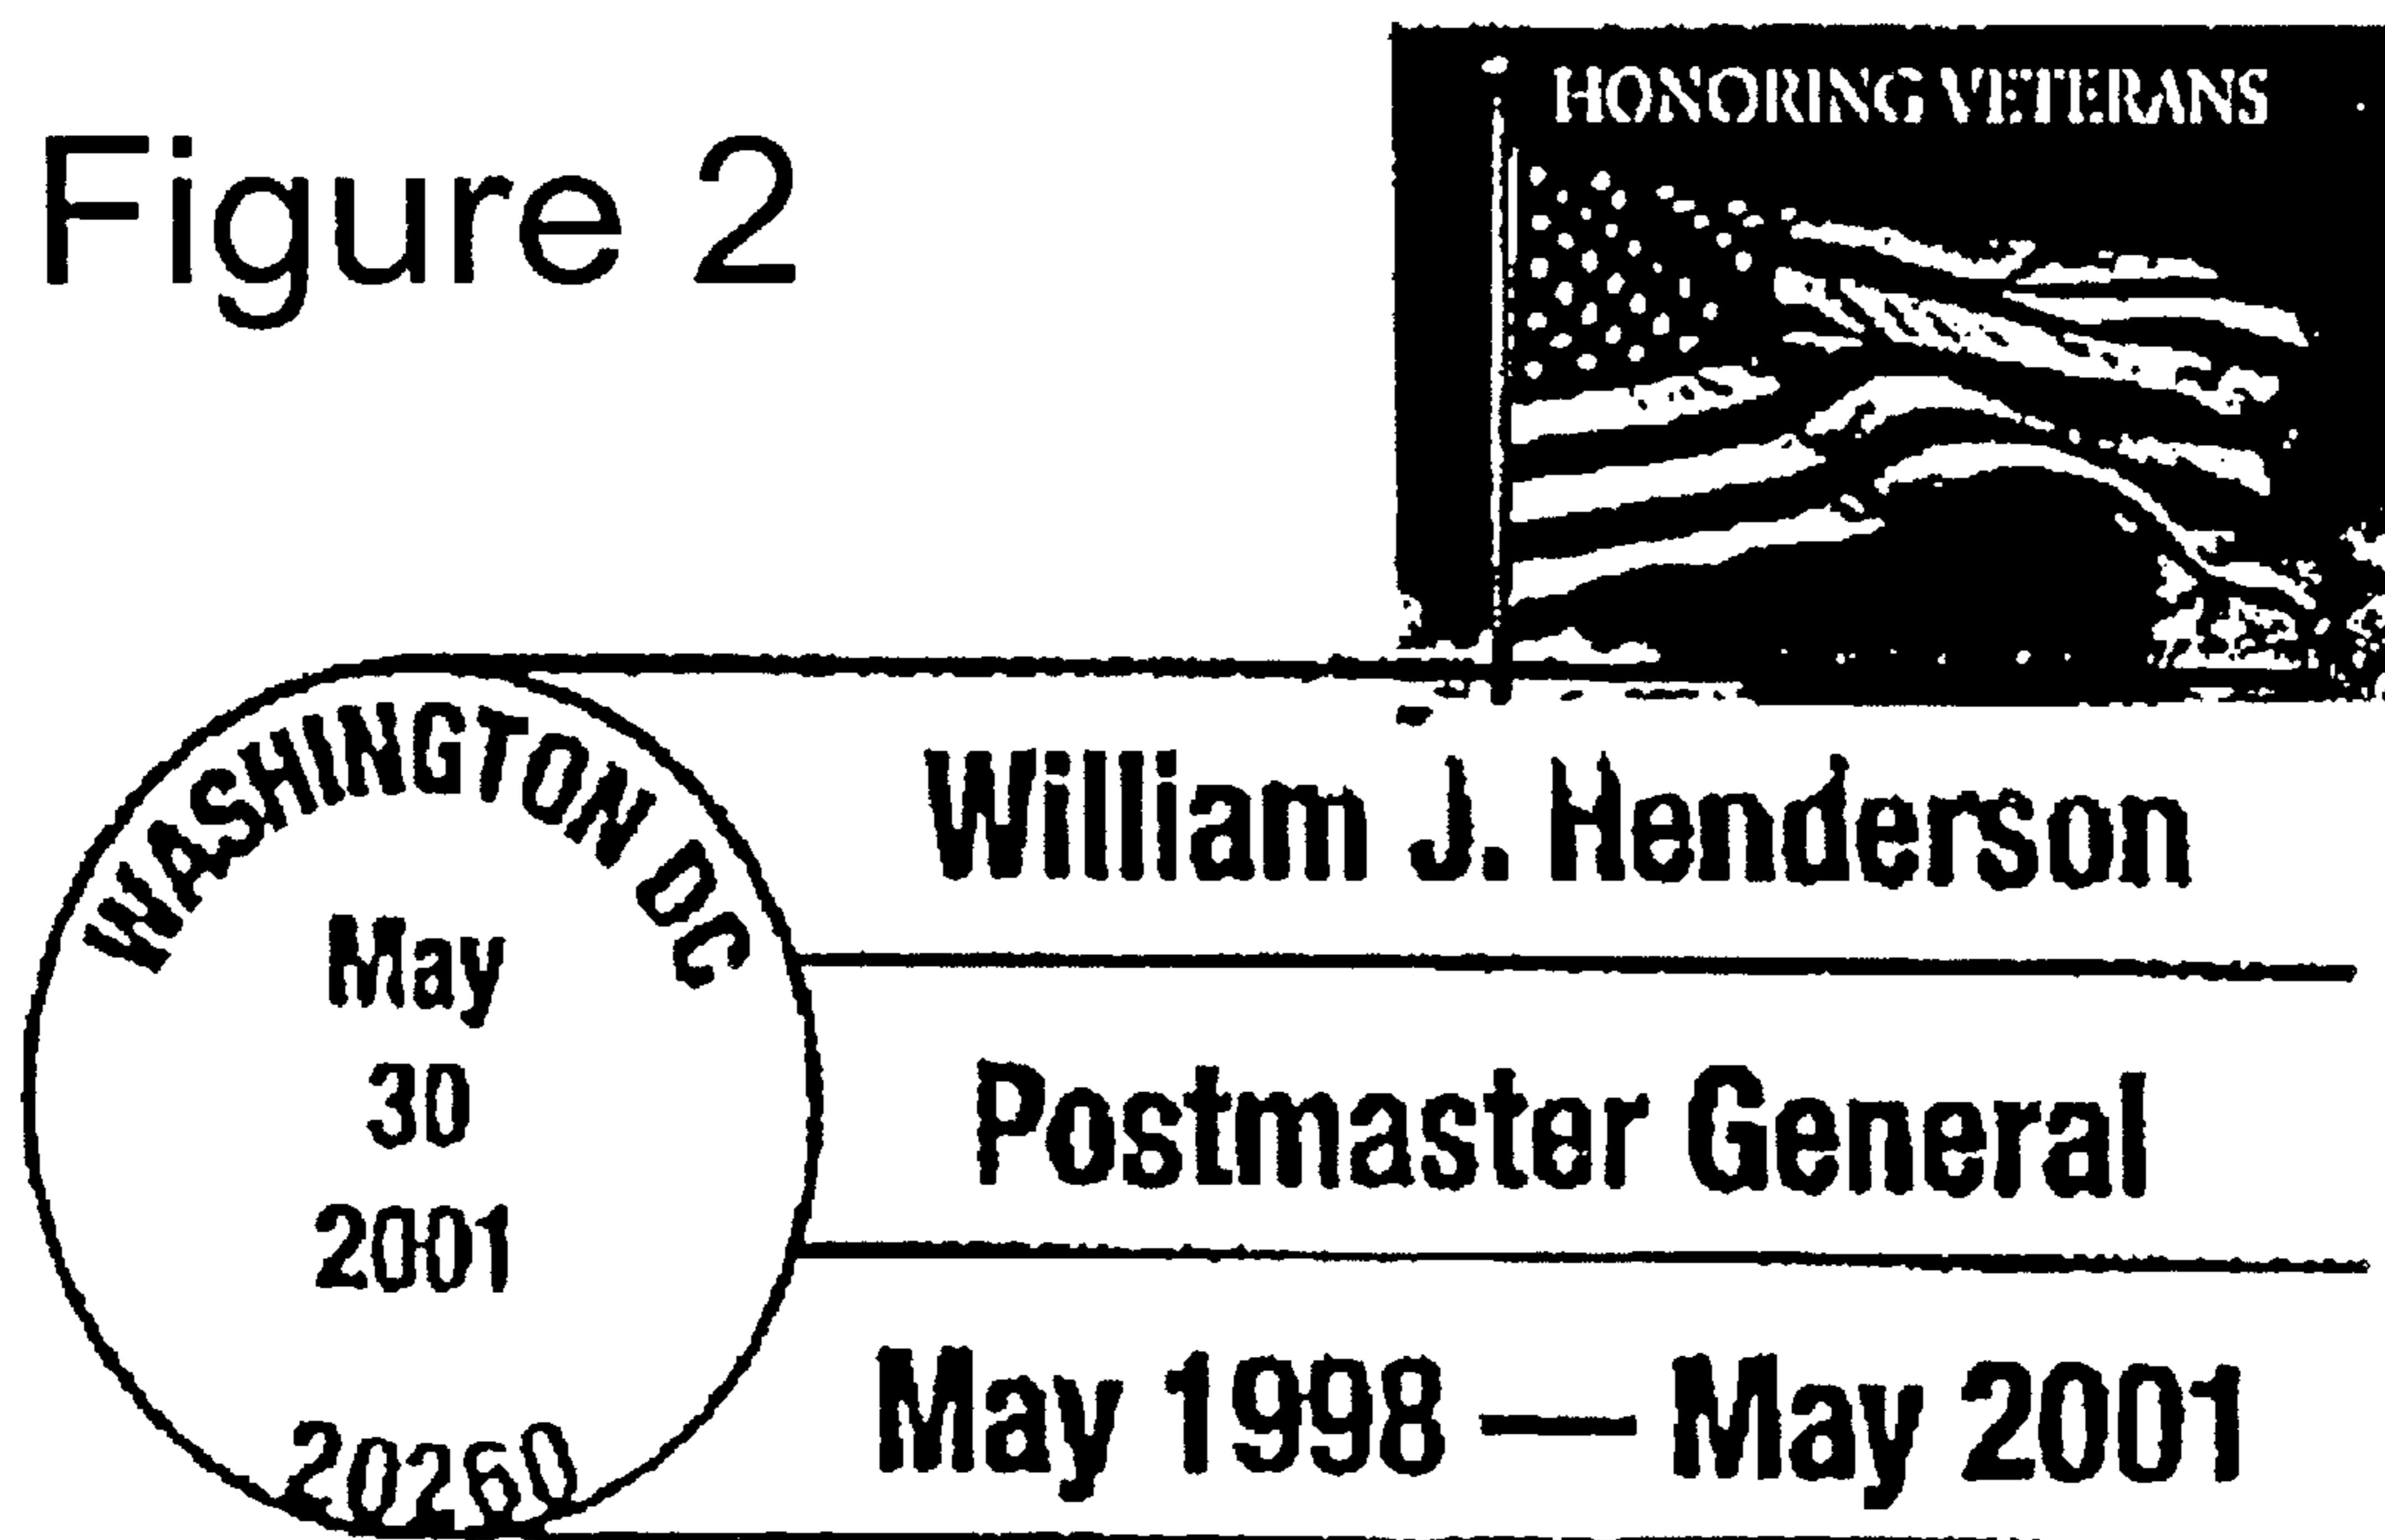 Figure 2
HONORING VETERANS
WASHINGTON DC
May
30
2001
20260
William J. Henderson
Postmaster General
May 1998 — May 2001